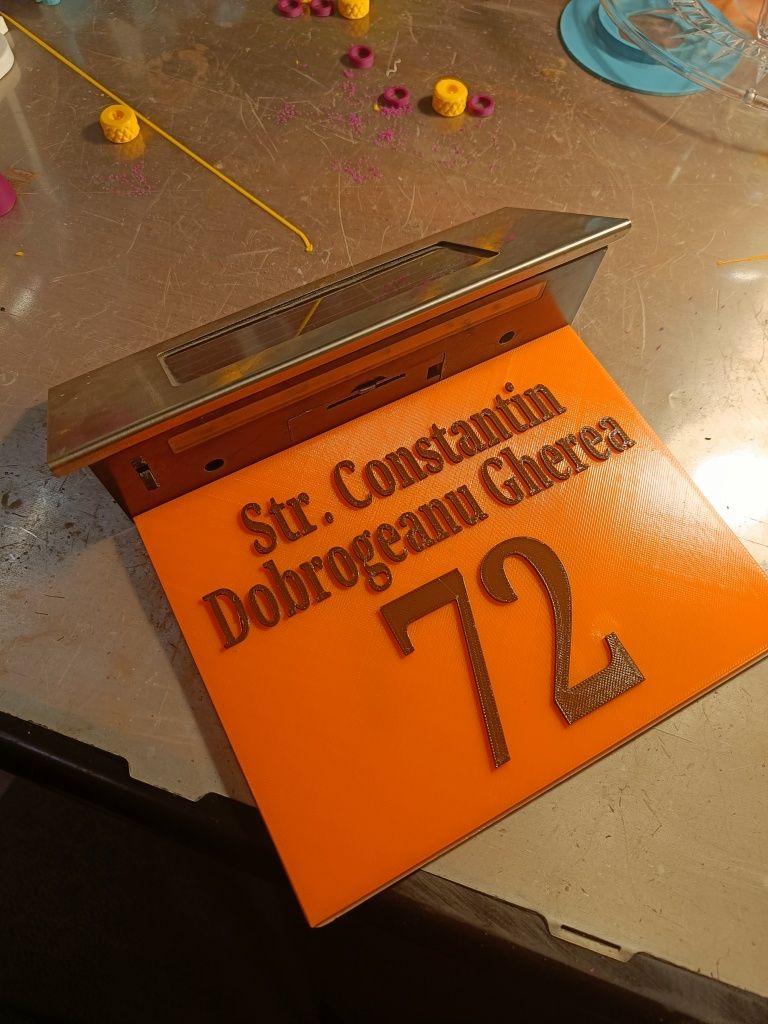 Str. Constantin
Dobrogeanu Gherea
72